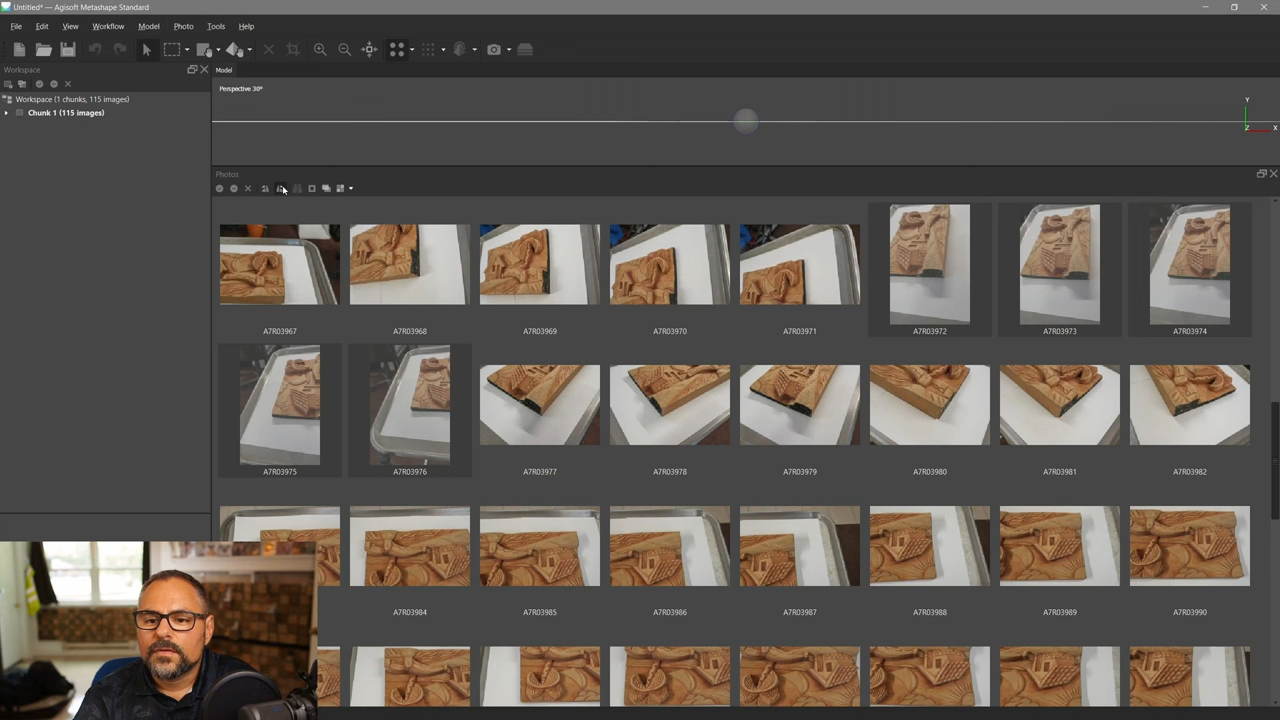 Untitled* — Agisoft Metashape Standard
File Edit View Workflow Model Photo Tools Help
Workspace
Model
Workspace (1 chunks, 115 images)
Chunk 1 (115 images)
Perspective 30°
Y
Z
X
Photos
A7R03967 A7R03968 A7R03969 A7R03970 A7R03971 A7R03972 A7R03973 A7R03974
A7R03975 A7R03976 A7R03977 A7R03978 A7R03979 A7R03980 A7R03981 A7R03982
A7R03984 A7R03985 A7R03986 A7R03987 A7R03988 A7R03989 A7R03990